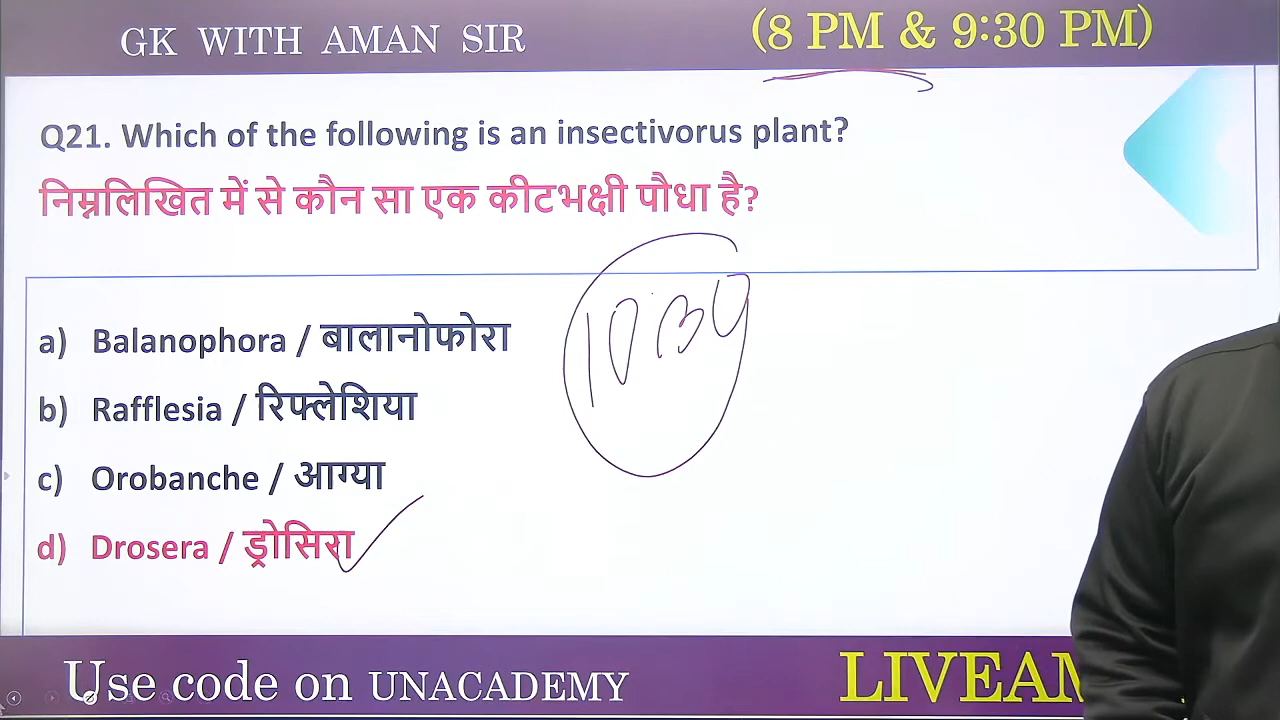 GK WITH AMAN SIR
(8 PM & 9:30 PM)
Q21. Which of the following is an insectivorus plant?
निम्नलिखित में से कौन सा एक कीटभक्षी पौधा है?
a) Balanophora / बालानोफोरा
b) Rafflesia / रिफ्लेशिया
c) Orobanche / आग्या
d) Drosera / ड्रोसिरा
Use code on UNACADEMY